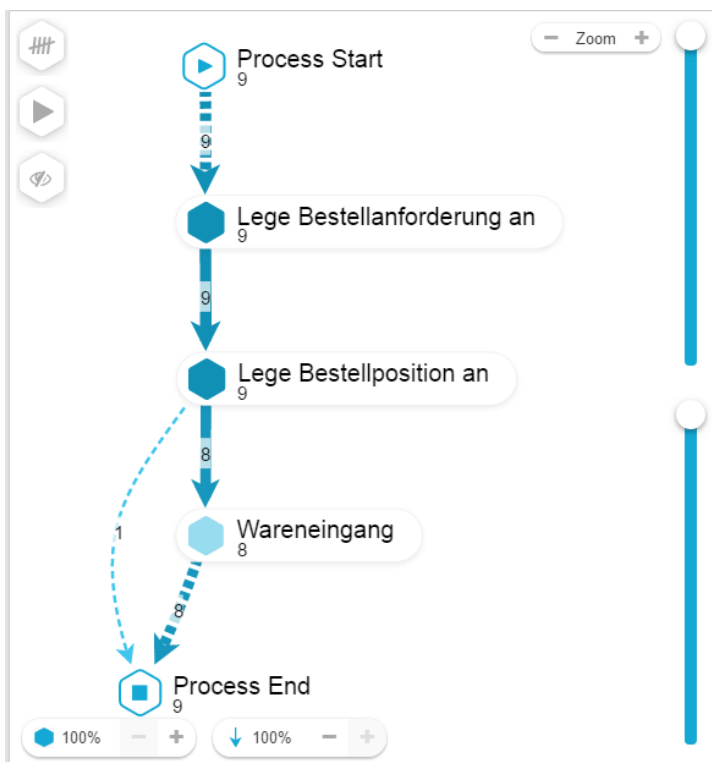 Zoom
Process Start
9
9
Lege Bestellanforderung an
9
9
Lege Bestellposition an
9
8
1
Wareneingang
8
8
Process End
9
100%
100%